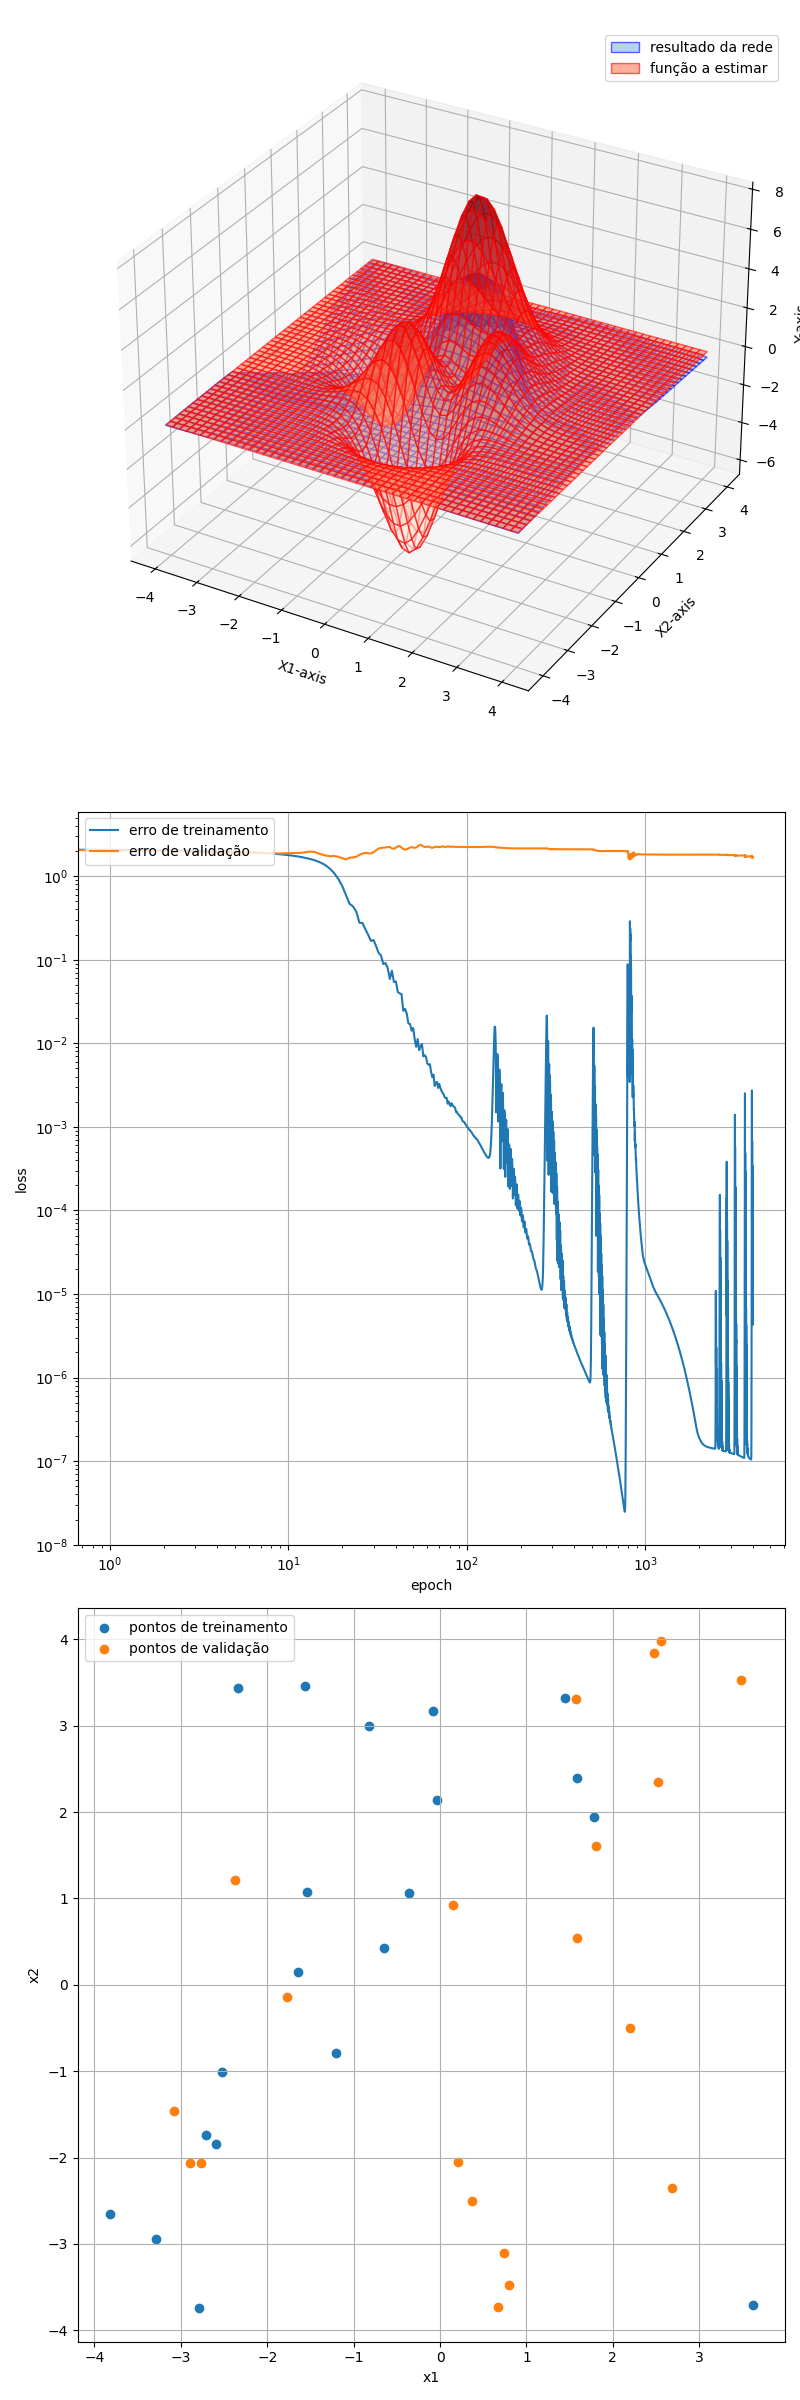 resultado da rede
função a estimar
8
6
4
2
0
−2
−4
−6
Y-axis
−4
−3
−2
−1
0
1
2
3
4
X1-axis
4
3
2
1
0
−1
−2
−3
−4
X2-axis
erro de treinamento
erro de validação
10⁰
10⁻¹
10⁻²
10⁻³
10⁻⁴
10⁻⁵
10⁻⁶
10⁻⁷
10⁻⁸
loss
10⁰ 10¹ 10² 10³
epoch
pontos de treinamento
pontos de validação
4
3
2
1
0
−1
−2
−3
−4
x2
−4 −3 −2 −1 0 1 2 3
x1